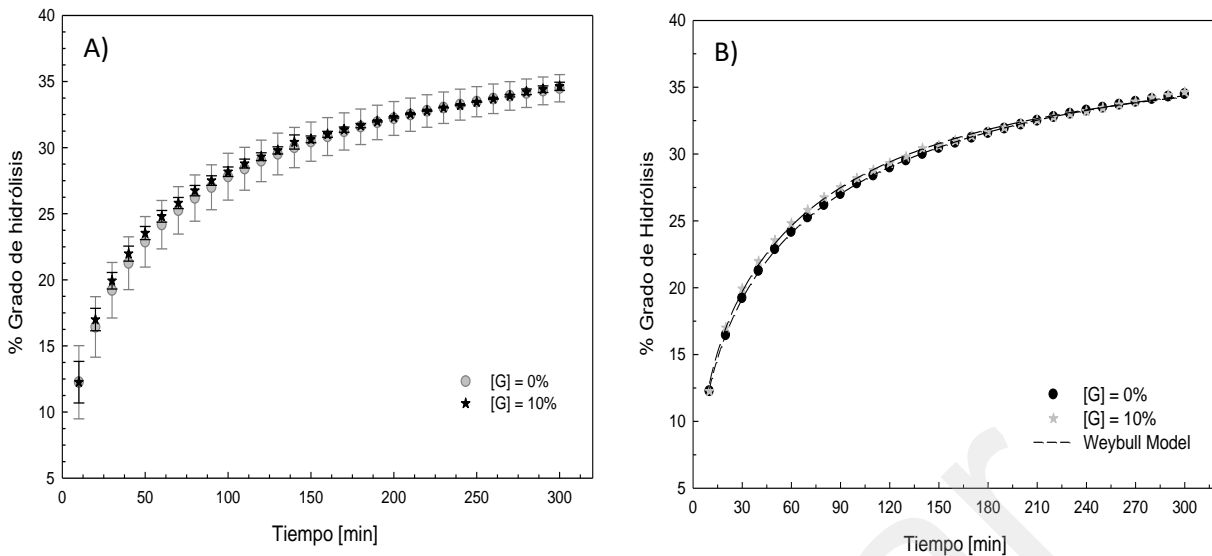 A)
% Grado de hidrólisis
35
30
25
20
15
10
5
[G] = 0%
[G] = 10%
0 50 100 150 200 250 300
Tiempo [min]
B)
% Grado de Hidrólisis
35
30
25
20
15
10
5
[G] = 0%
[G] = 10%
Weybull Model
0 30 60 90 120 150 180 210 240 270 300
Tiempo [min]